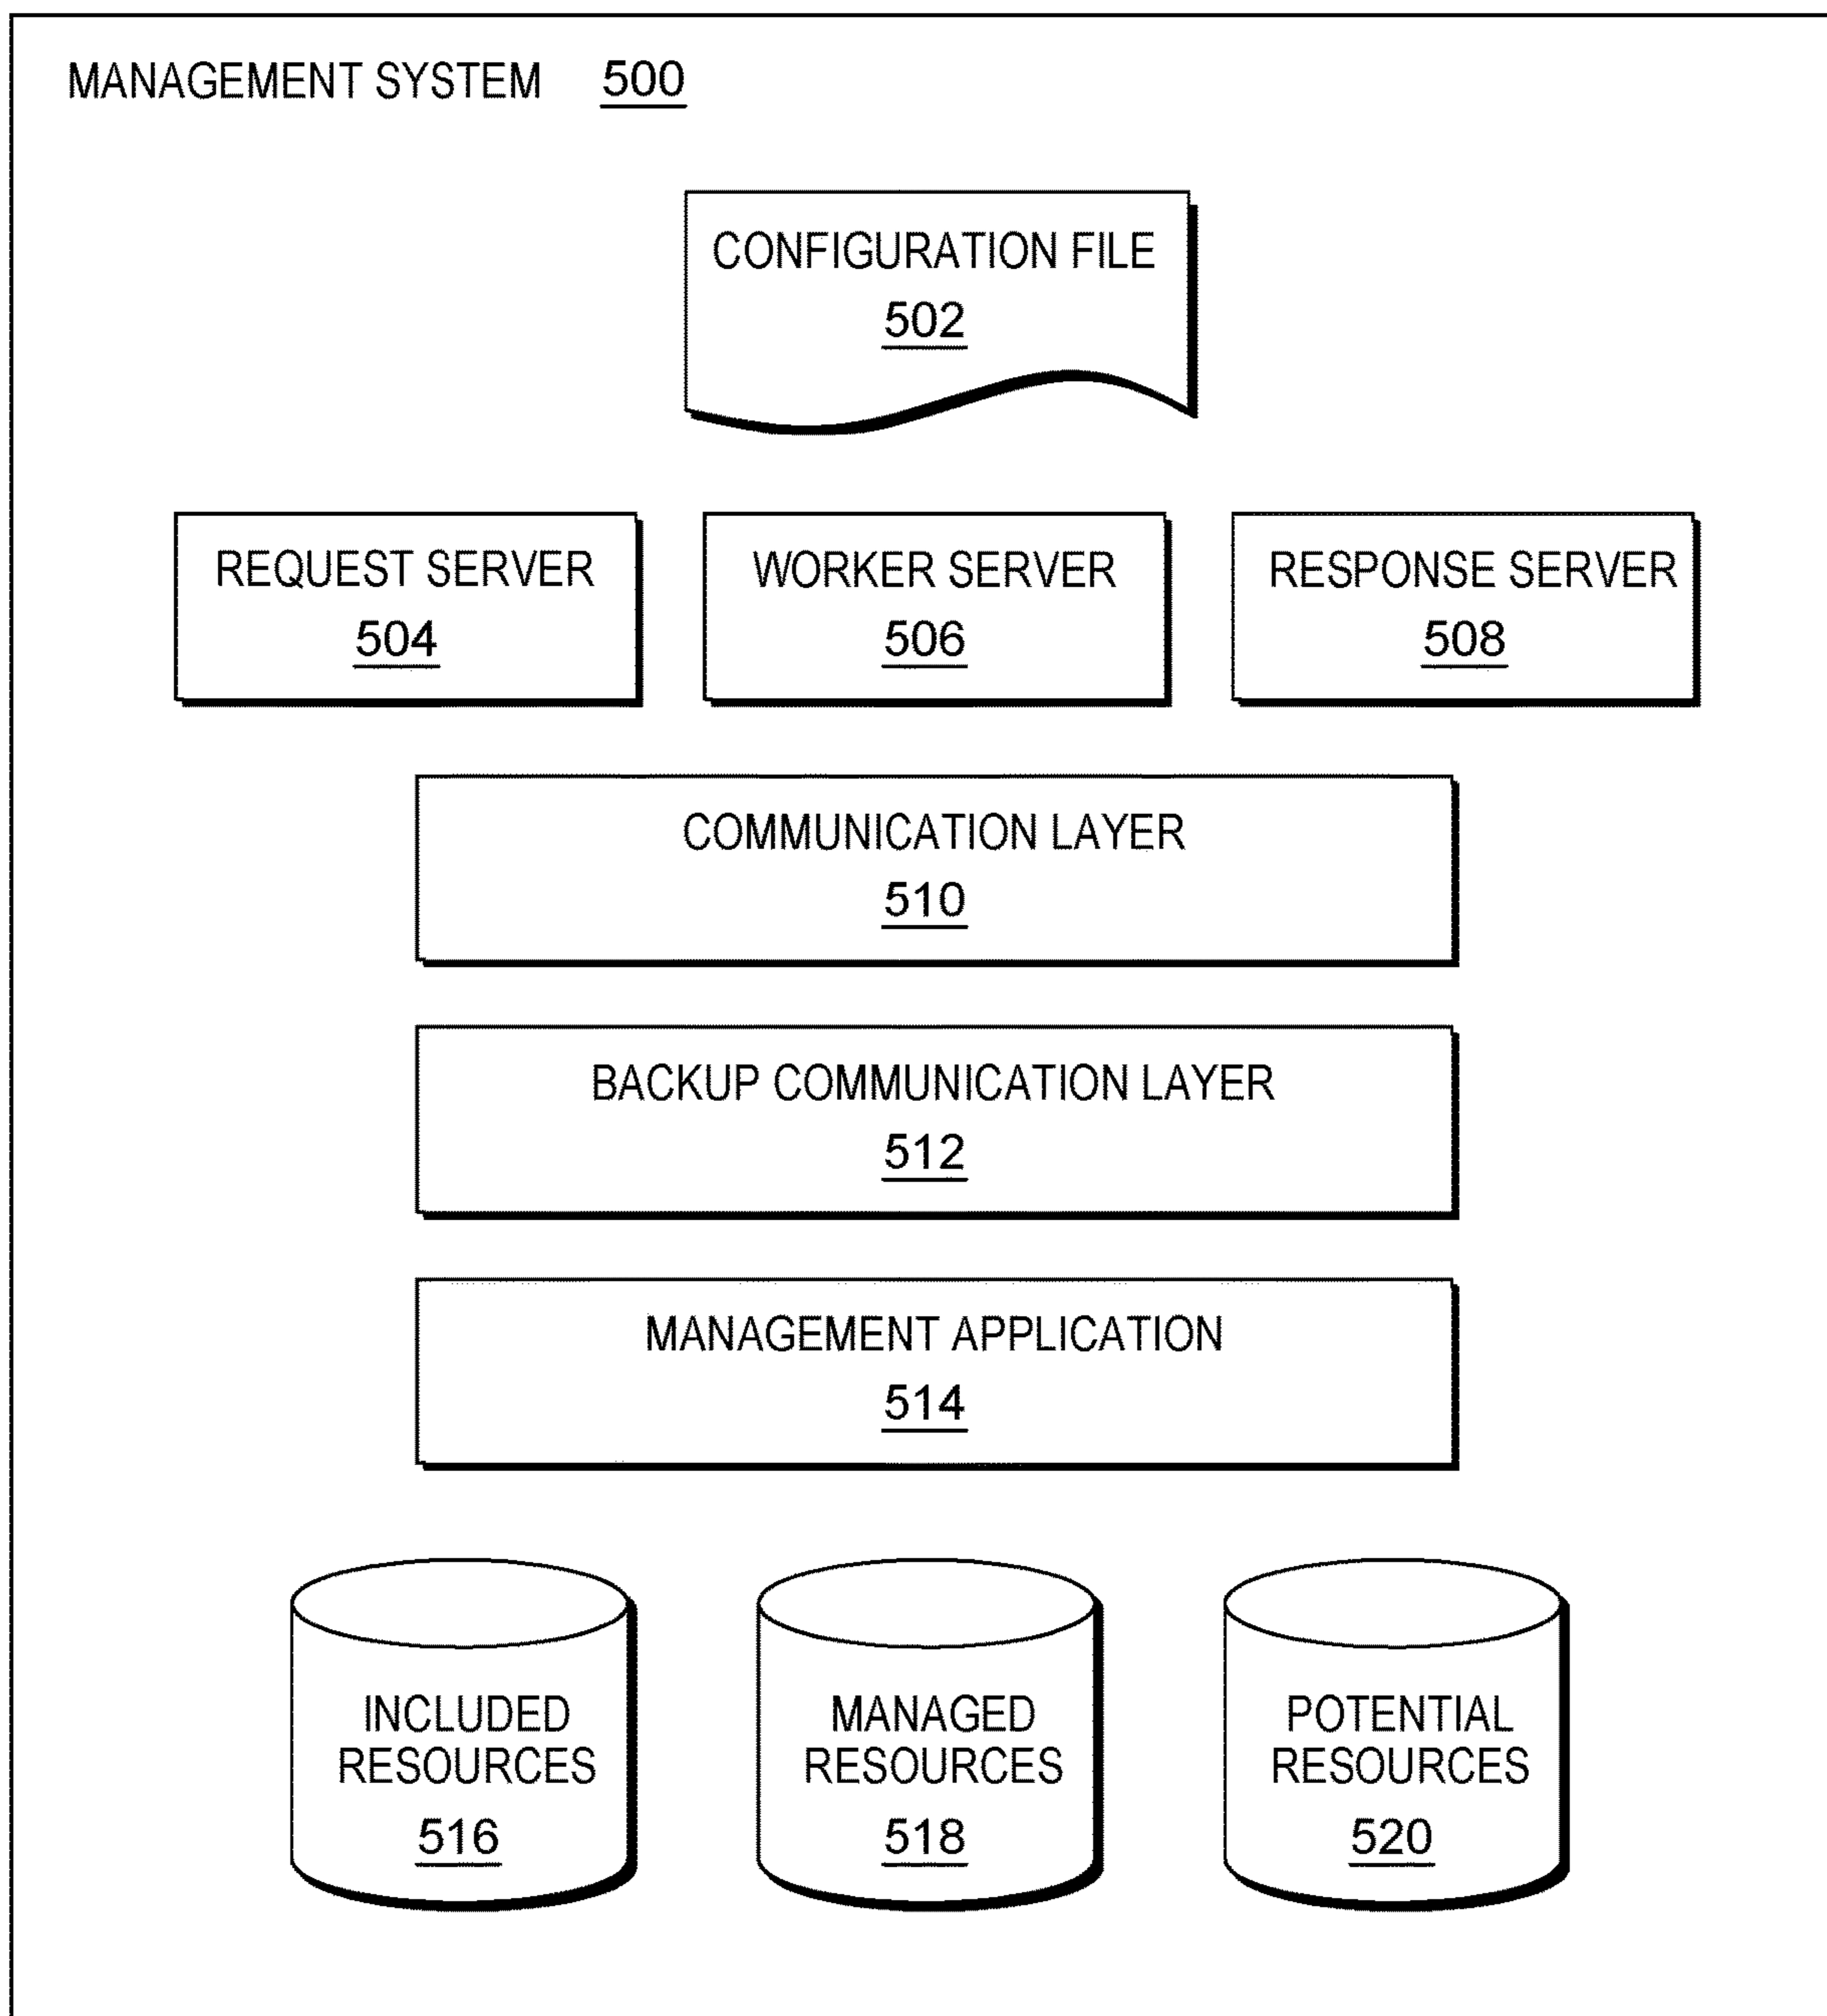 MANAGEMENT SYSTEM 500
CONFIGURATION FILE
502
REQUEST SERVER
504
WORKER SERVER
506
RESPONSE SERVER
508
COMMUNICATION LAYER
510
BACKUP COMMUNICATION LAYER
512
MANAGEMENT APPLICATION
514
INCLUDED
RESOURCES
516
MANAGED
RESOURCES
518
POTENTIAL
RESOURCES
520